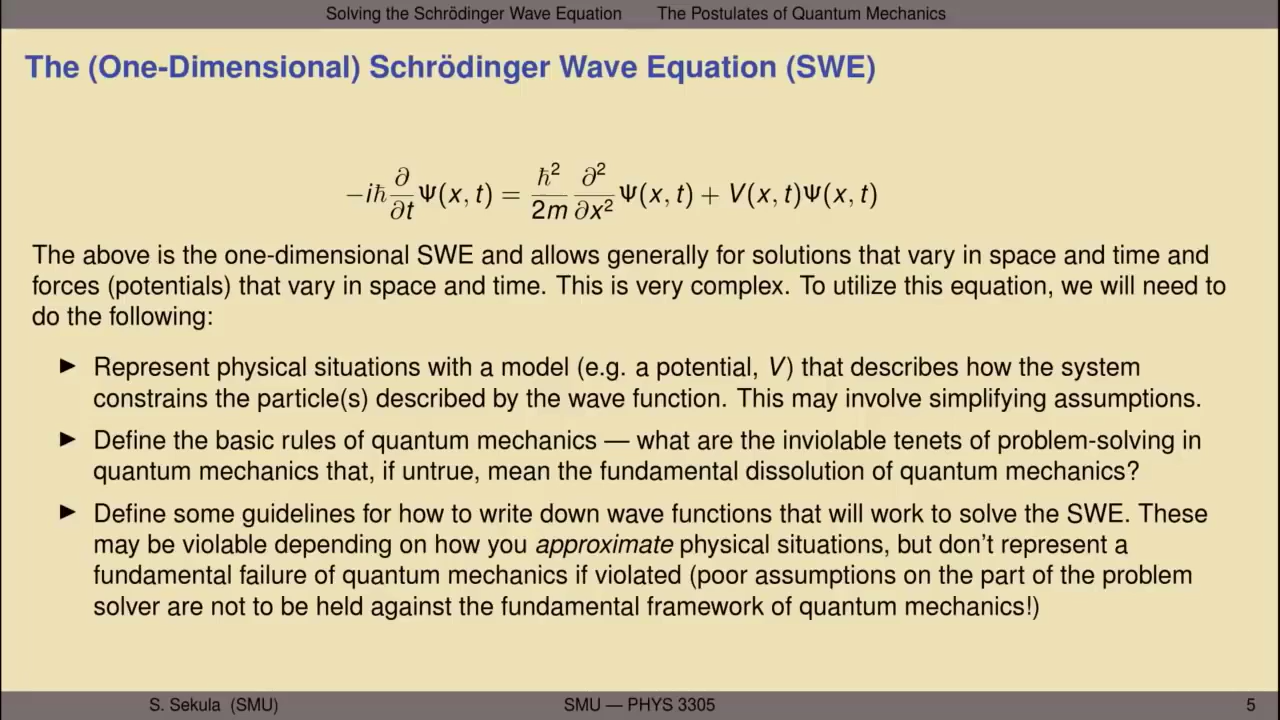 Solving the Schrödinger Wave Equation The Postulates of Quantum Mechanics
The (One-Dimensional) Schrödinger Wave Equation (SWE)
−iħ ∂/∂t Ψ(x, t) = ħ²/2m ∂²/∂x² Ψ(x, t) + V(x, t)Ψ(x, t)
The above is the one-dimensional SWE and allows generally for solutions that vary in space and time and
forces (potentials) that vary in space and time. This is very complex. To utilize this equation, we will need to
do the following:
▶ Represent physical situations with a model (e.g. a potential, V) that describes how the system
constrains the particle(s) described by the wave function. This may involve simplifying assumptions.
▶ Define the basic rules of quantum mechanics — what are the inviolable tenets of problem-solving in
quantum mechanics that, if untrue, mean the fundamental dissolution of quantum mechanics?
▶ Define some guidelines for how to write down wave functions that will work to solve the SWE. These
may be violable depending on how you approximate physical situations, but don't represent a
fundamental failure of quantum mechanics if violated (poor assumptions on the part of the problem
solver are not to be held against the fundamental framework of quantum mechanics!)
S. Sekula (SMU) SMU — PHYS 3305 5